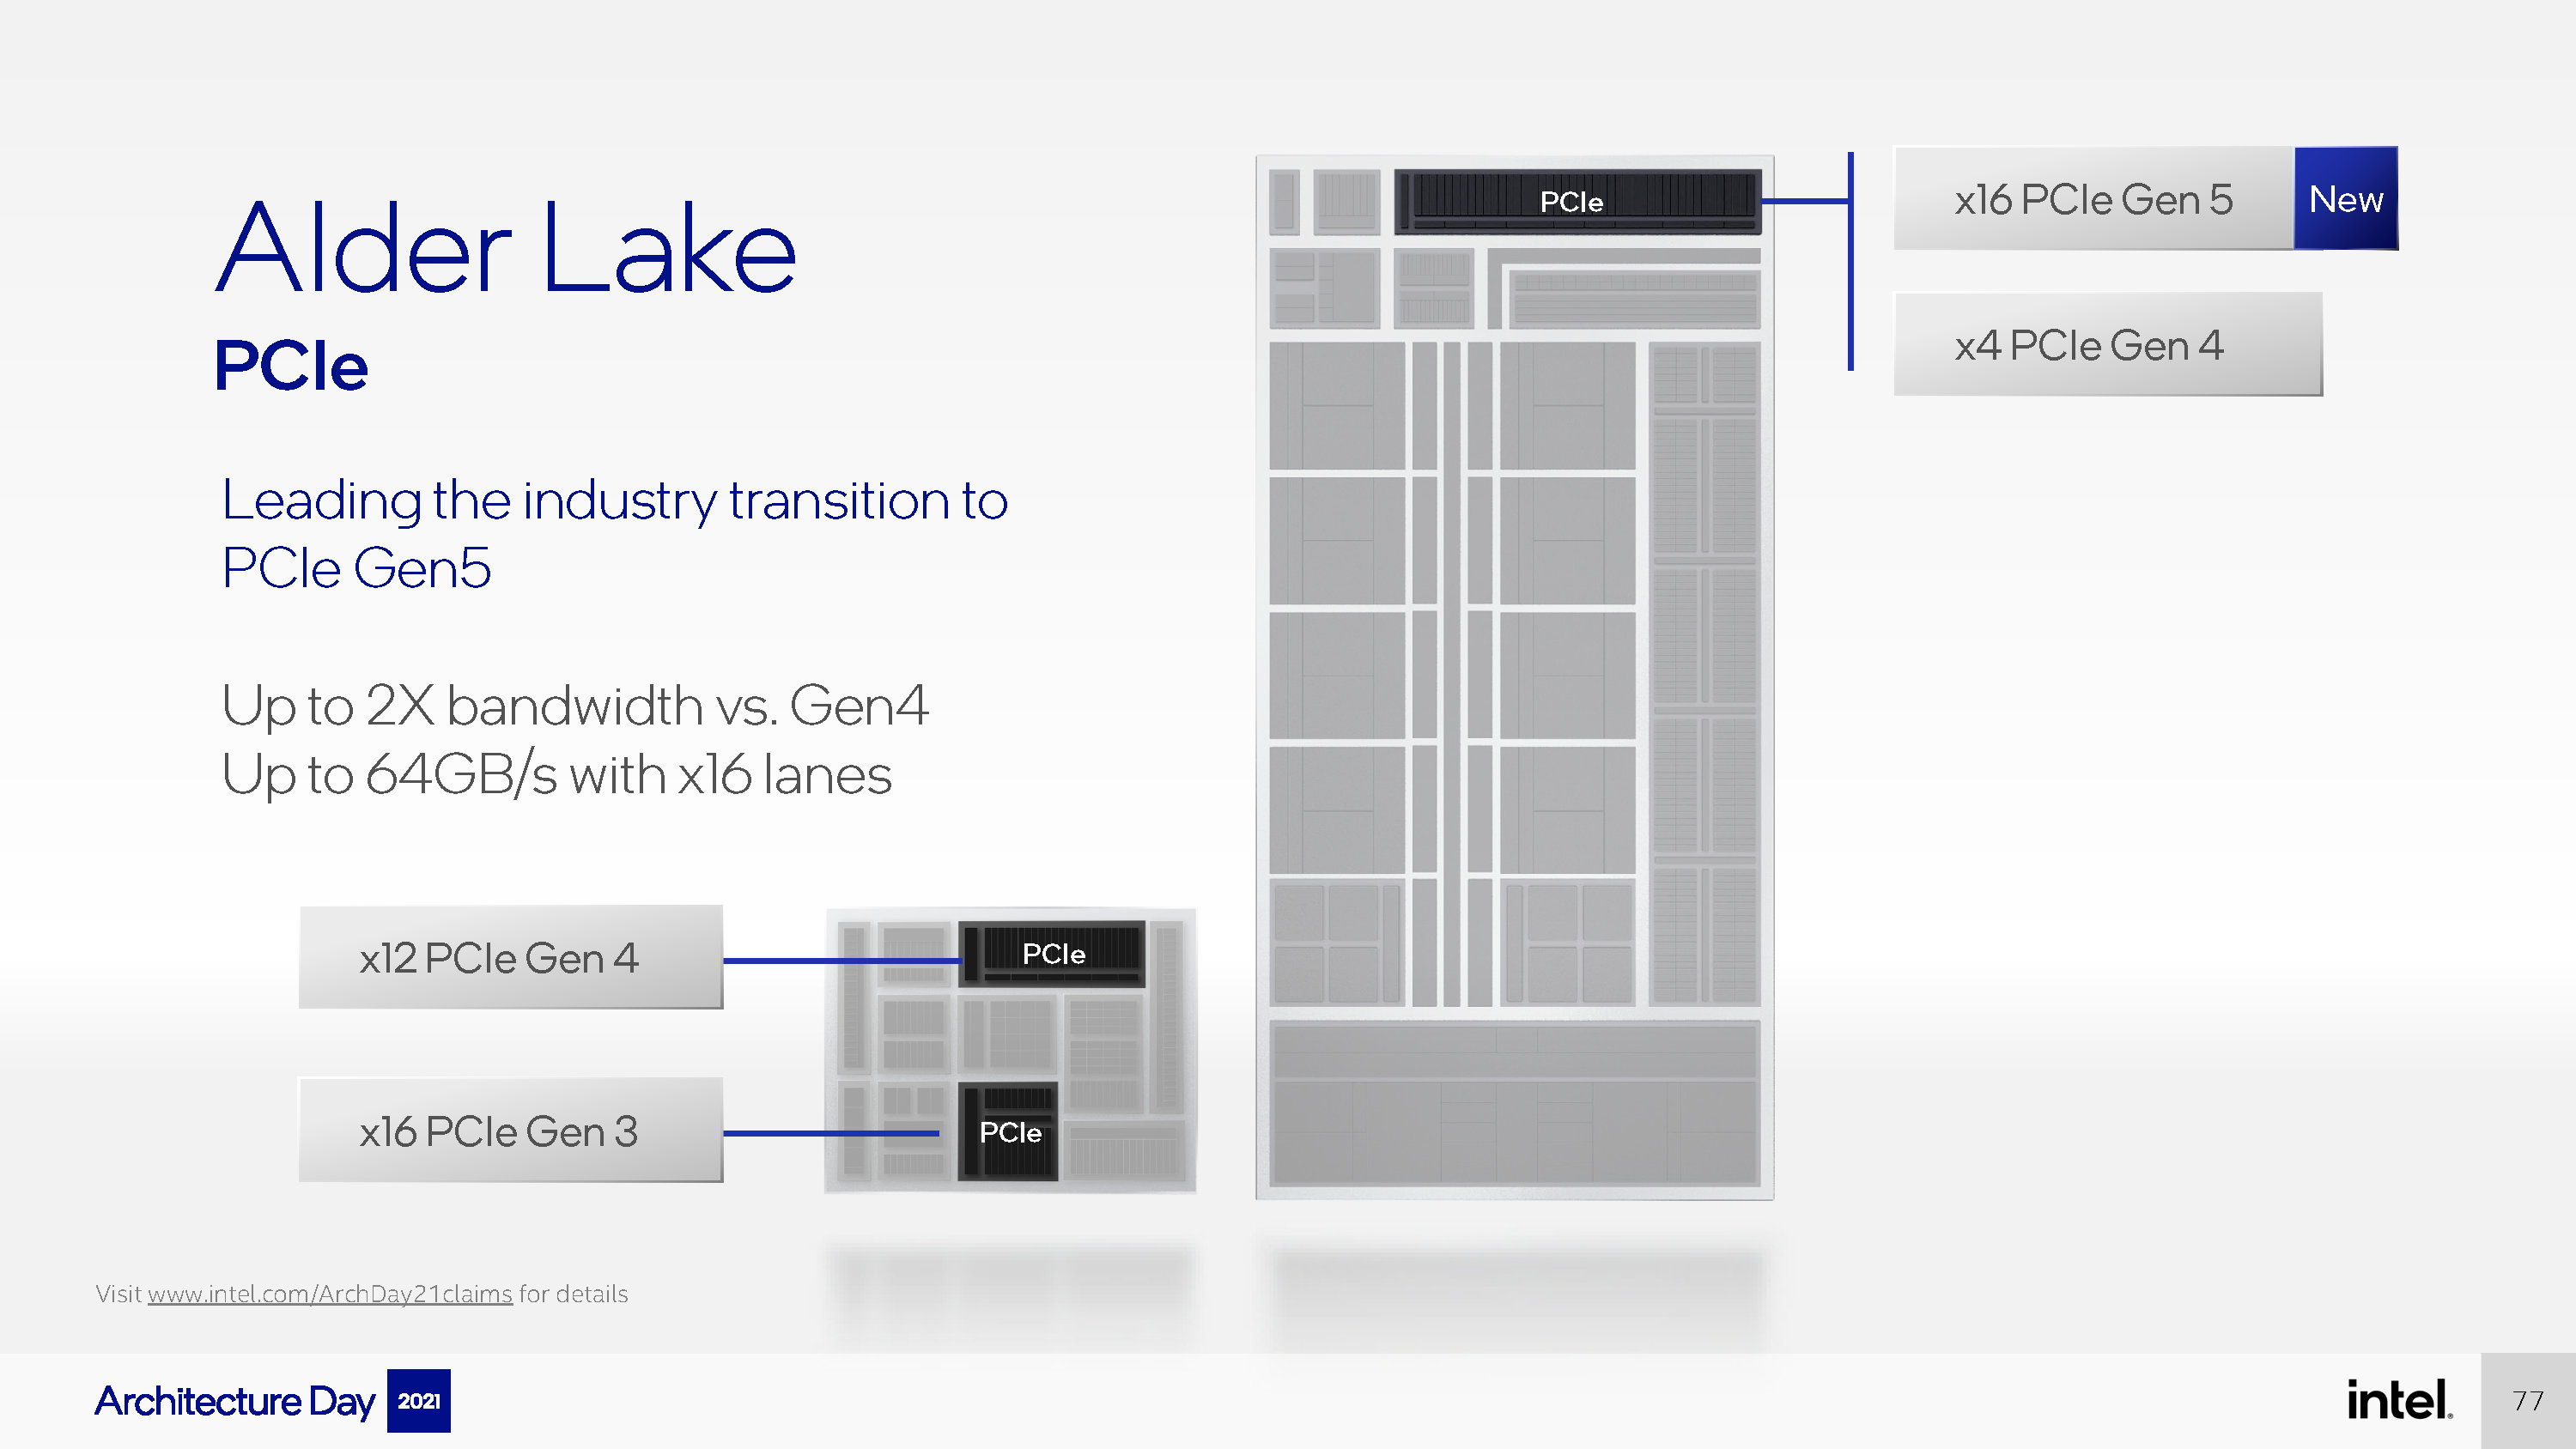 Alder Lake
PCIe
Leading the industry transition to
PCIe Gen5
Up to 2X bandwidth vs. Gen4
Up to 64GB/s with x16 lanes
PCIe
x16 PCIe Gen 5
New
x4 PCIe Gen 4
x12 PCIe Gen 4
PCIe
x16 PCIe Gen 3
PCIe
Visit www.intel.com/ArchDay21claims for details
Architecture Day 2021
intel®
77